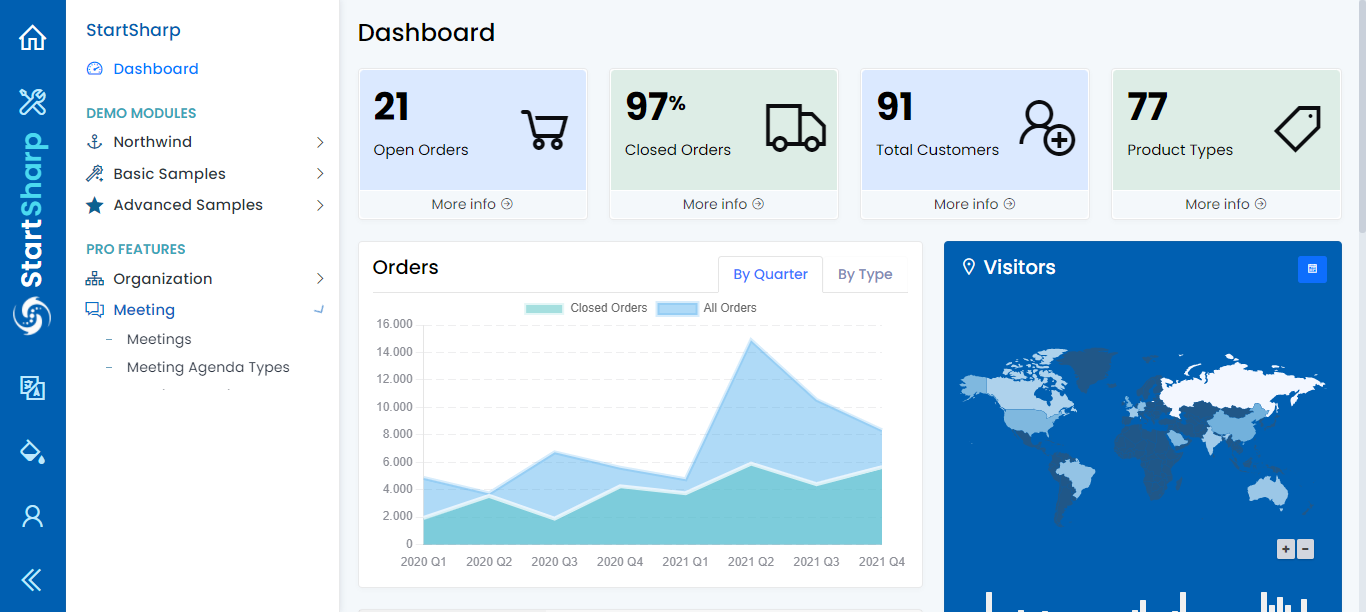 StartSharp
StartSharp
Dashboard
DEMO MODULES
Northwind
Basic Samples
Advanced Samples
PRO FEATURES
Organization
Meeting
Meetings
Meeting Agenda Types
Dashboard
21
Open Orders
More info
97%
Closed Orders
More info
91
Total Customers
More info
77
Product Types
More info
Orders
By Quarter
By Type
Closed Orders
All Orders
16.000
14.000
12.000
10.000
8.000
6.000
4.000
2.000
0
2020 Q1
2020 Q2
2020 Q3
2020 Q4
2021 Q1
2021 Q2
2021 Q3
2021 Q4
Visitors
+
−